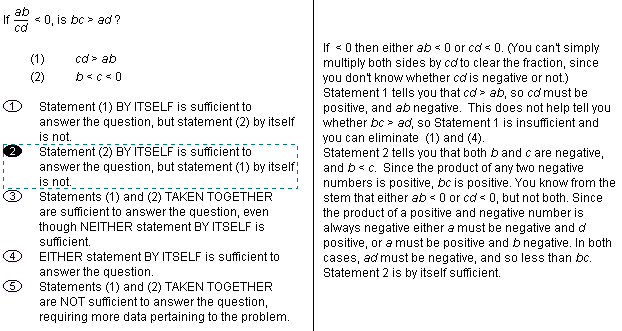 If ab/cd < 0, is bc > ad ?
(1) cd > ab
(2) b < c < 0
1 Statement (1) BY ITSELF is sufficient to
answer the question, but statement (2) by itself
is not.
2 Statement (2) BY ITSELF is sufficient to
answer the question, but statement (1) by itself
is not.
3 Statements (1) and (2) TAKEN TOGETHER
are sufficient to answer the question, even
though NEITHER statement BY ITSELF is
sufficient.
4 EITHER statement BY ITSELF is sufficient to
answer the question.
5 Statements (1) and (2) TAKEN TOGETHER
are NOT sufficient to answer the question,
requiring more data pertaining to the problem.
If < 0 then either ab < 0 or cd < 0. (You can't simply
multiply both sides by cd to clear the fraction, since
you don't know whether cd is negative or not.)
Statement 1 tells you that cd > ab, so cd must be
positive, and ab negative. This does not help tell you
whether bc > ad, so Statement 1 is insufficient and
you can eliminate (1) and (4).
Statement 2 tells you that both b and c are negative,
and b < c. Since the product of any two negative
numbers is positive, bc is positive. You know from the
stem that either ab < 0 or cd < 0, but not both. Since
the product of a positive and negative number is
always negative either a must be negative and d
positive, or a must be positive and b negative. In both
cases, ad must be negative, and so less than bc.
Statement 2 is by itself sufficient.